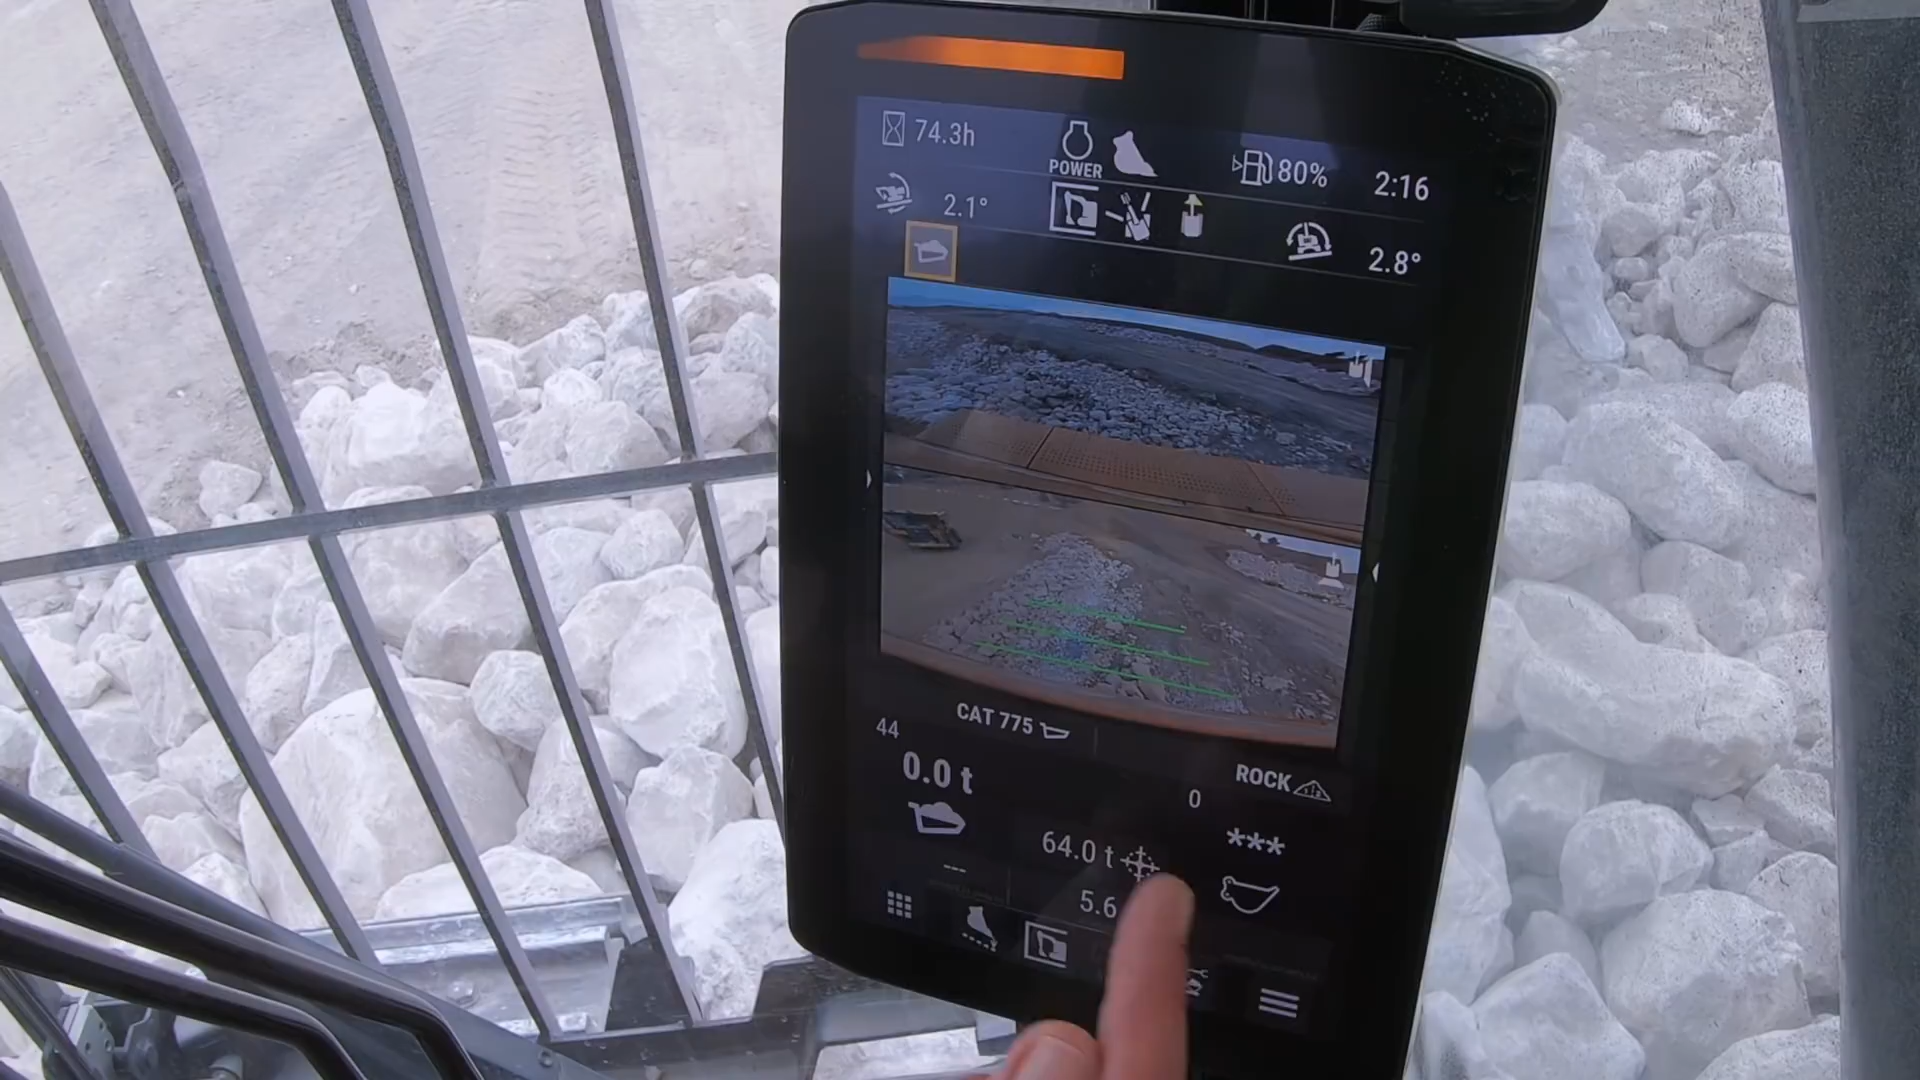 74.3h
POWER
80%
2:16
2.1°
2.8°
CAT 775
44
0.0 t
ROCK
0
***
64.0 t
---
5.6